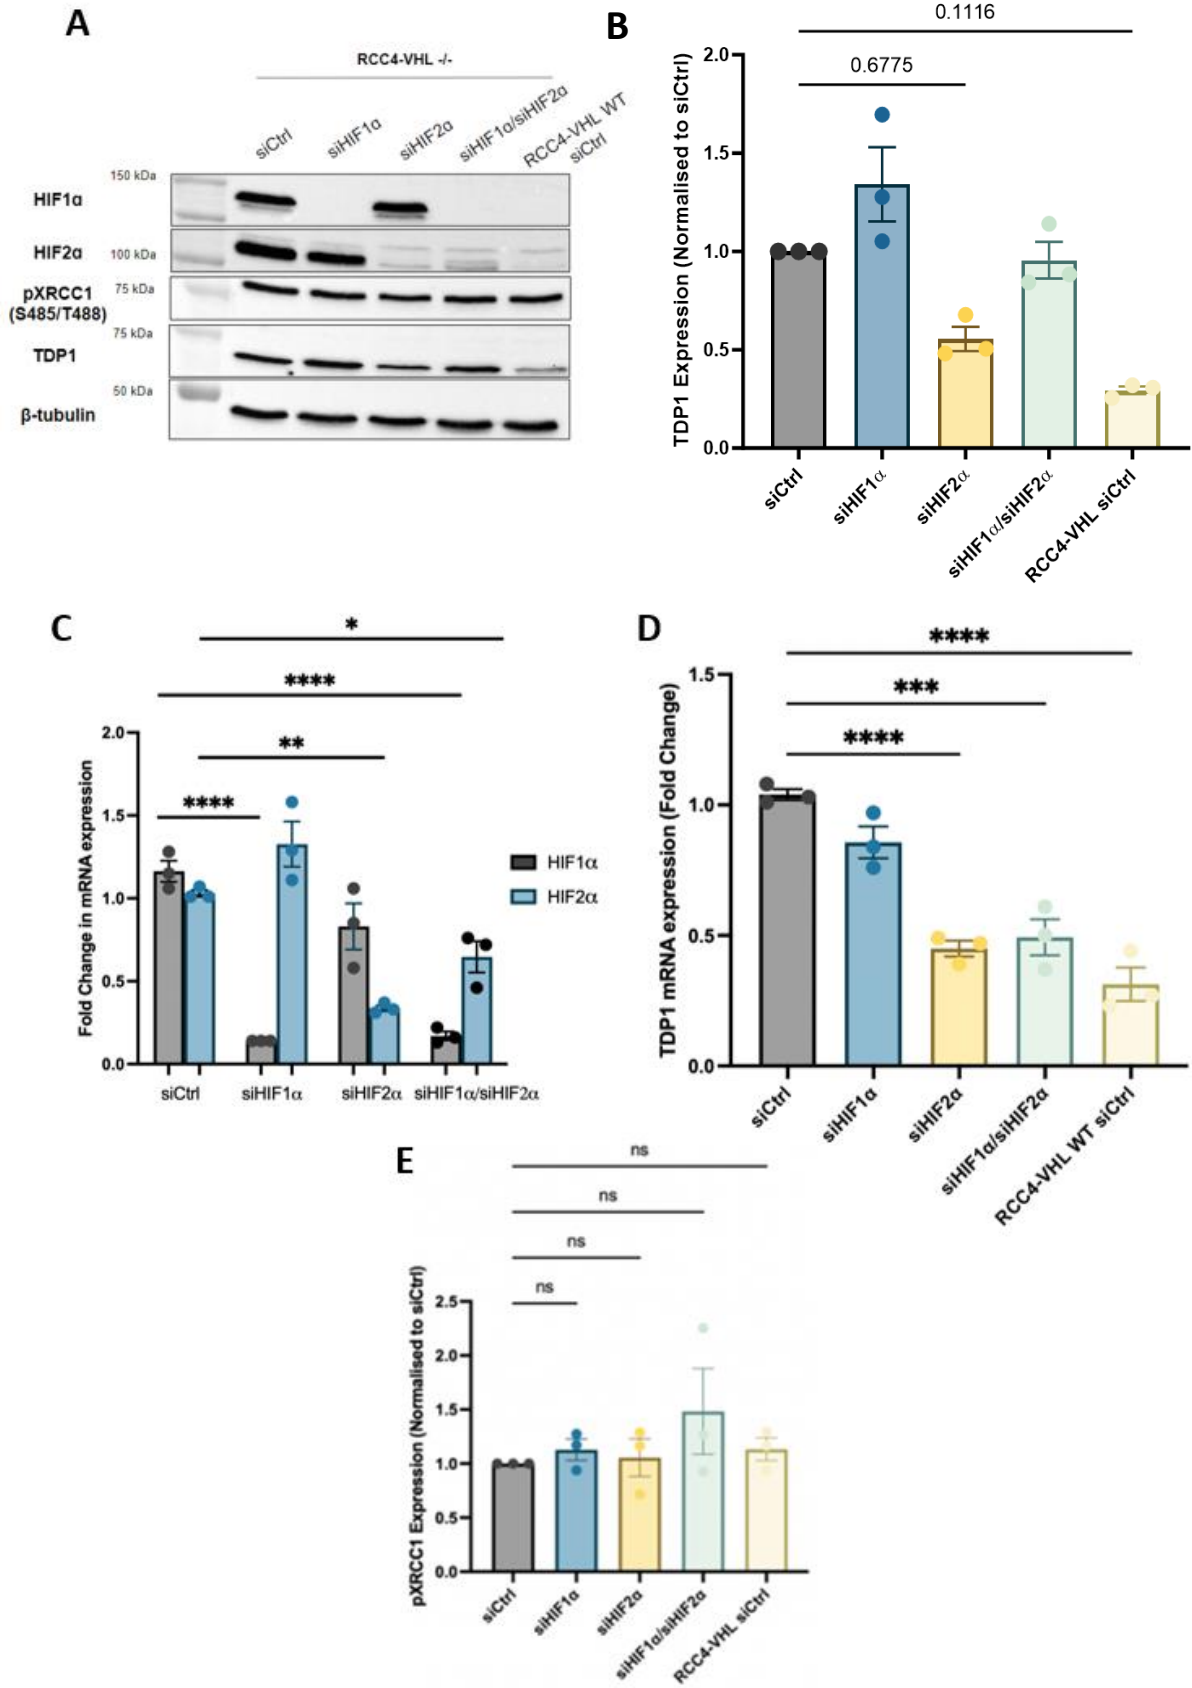 A
RCC4-VHL -/-
siCtrl
siHIF1α
siHIF2α
siHIF1α/siHIF2α
RCC4-VHL WT
siCtrl
150 kDa
HIF1α
HIF2α
100 kDa
pXRCC1
(S485/T488)
75 kDa
75 kDa
TDP1
50 kDa
β-tubulin
B
0.1116
0.6775
TDP1 Expression (Normalised to siCtrl)
2.0
1.5
1.0
0.5
0.0
siCtrl
siHIF1α
siHIF2α
siHIF1α/siHIF2α
RCC4-VHL siCtrl
C
*
****
**
****
Fold Change in mRNA expression
2.0
1.5
1.0
0.5
0.0
HIF1α
HIF2α
siCtrl
siHIF1α
siHIF2α
siHIF1α/siHIF2α
D
****
***
****
TDP1 mRNA expression (Fold Change)
1.5
1.0
0.5
0.0
siCtrl
siHIF1α
siHIF2α
siHIF1α/siHIF2α
RCC4-VHL WT siCtrl
E
ns
ns
ns
ns
pXRCC1 Expression (Normalised to siCtrl)
2.5
2.0
1.5
1.0
0.5
0.0
siCtrl
siHIF1α
siHIF2α
siHIF1α/siHIF2α
RCC4-VHL siCtrl